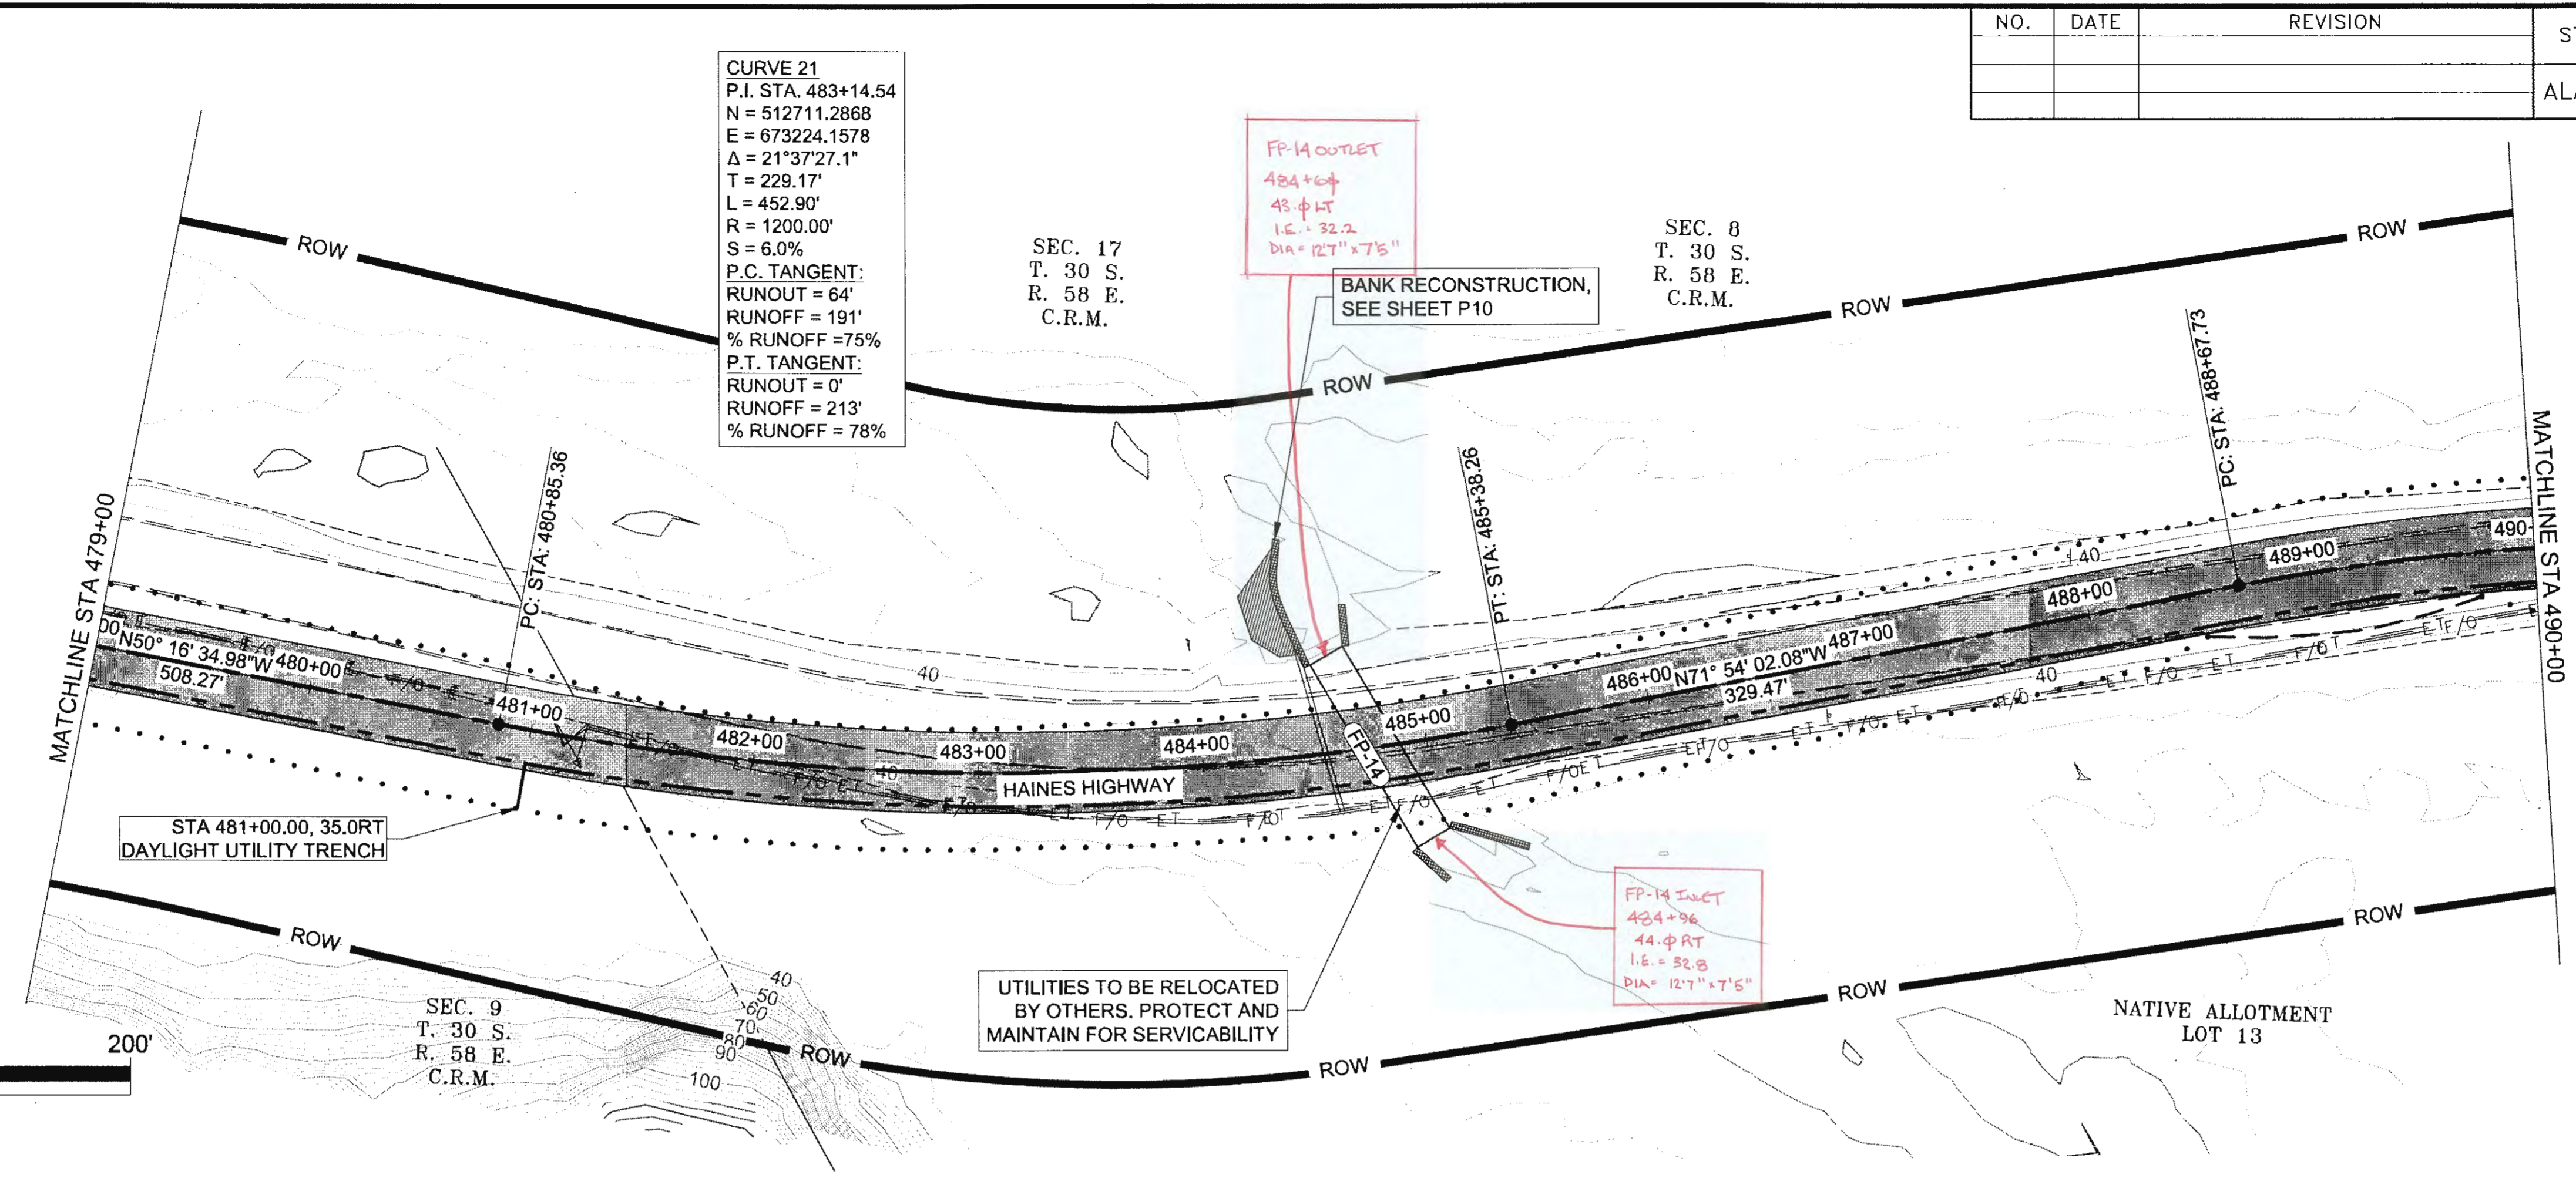 NO. DATE REVISION
CURVE 21
P.I. STA. 483+14.54
N = 512711.2868
E = 673224.1578
Δ = 21°37'27.1"
T = 229.17'
L = 452.90'
R = 1200.00'
S = 6.0%
P.C. TANGENT:
RUNOUT = 64'
RUNOFF = 191'
% RUNOFF =75%
P.T. TANGENT:
RUNOUT = 0'
RUNOFF = 213'
% RUNOFF = 78%
FP-14 OUTLET
484+6φ
43.φ LT
I.E. = 32.2
DIA = 12'7" x 7'5"
SEC. 17
T. 30 S.
R. 58 E.
C.R.M.
BANK RECONSTRUCTION,
SEE SHEET P10
SEC. 8
T. 30 S.
R. 58 E.
C.R.M.
ROW
ROW
ROW
ROW
MATCHLINE STA 479+00
PC: STA: 480+85.36
PT: STA: 485+38.26
PC: STA: 488+67.73
MATCHLINE STA 490+00
N50° 16' 34.98"W
508.27'
480+00
481+00
482+00
483+00
484+00
485+00
486+00
N71° 54' 02.08"W
329.47'
487+00
488+00
489+00
490
40
40
40
40
HAINES HIGHWAY
FP-14
STA 481+00.00, 35.0RT
DAYLIGHT UTILITY TRENCH
F/O E T F/O E T F/O E T
UTILITIES TO BE RELOCATED
BY OTHERS. PROTECT AND
MAINTAIN FOR SERVICABILITY
FP-14 INLET
484+96
44.φ RT
I.E. = 32.8
DIA = 12'7" x 7'5"
ROW
ROW
ROW
ROW
ROW
SEC. 9
T. 30 S.
R. 58 E.
C.R.M.
40
50
60
70
80
90
100
200'
NATIVE ALLOTMENT
LOT 13